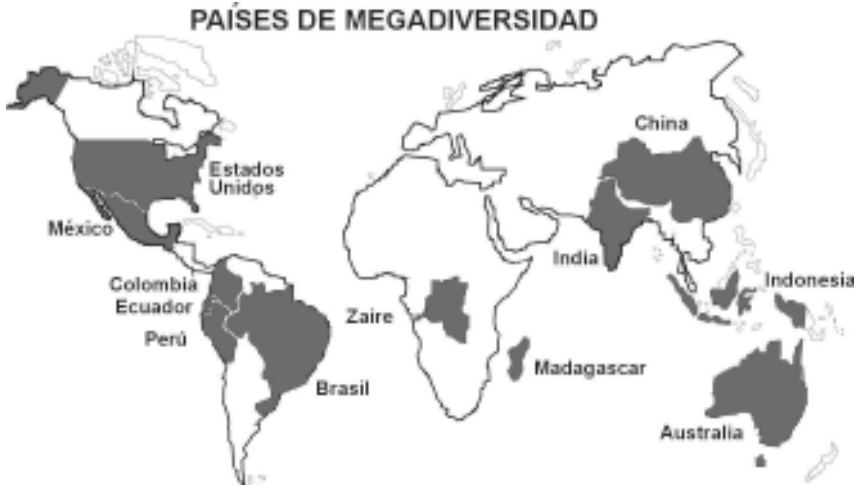 PAÍSES DE MEGADIVERSIDAD
China
Estados
Unidos
México
India
Indonesia
Colombia
Ecuador
Zaire
Perú
Madagascar
Brasil
Australia